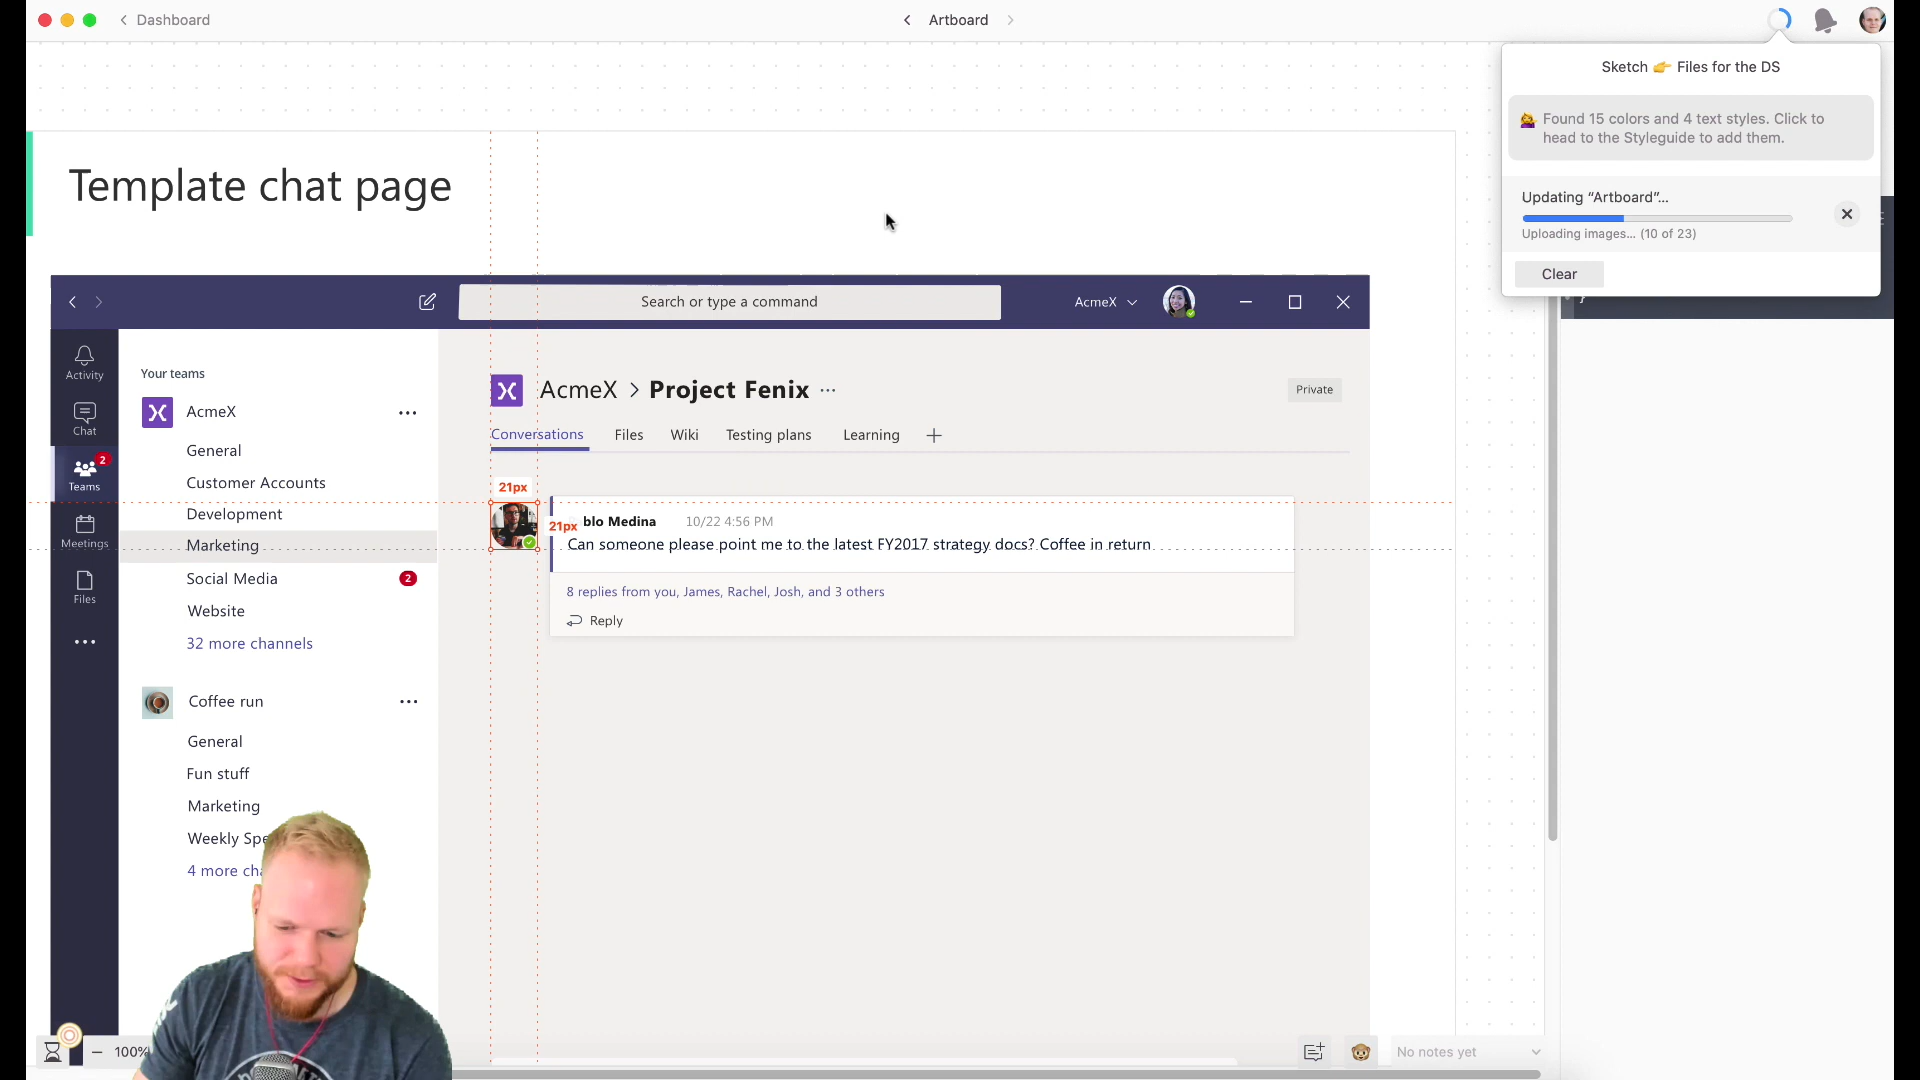 Dashboard
Artboard
Sketch 👉 Files for the DS
Found 15 colors and 4 text styles. Click to
head to the Styleguide to add them.
Updating “Artboard”...
Uploading images... (10 of 23)
Clear
}
Template chat page
Search or type a command
AcmeX
Activity
Chat
2
Teams
Meetings
Files
Your teams
AcmeX
General
Customer Accounts
Development
Marketing
Social Media
2
Website
32 more channels
Coffee run
General
Fun stuff
Marketing
Weekly Spe
4 more cha
AcmeX > Project Fenix
Private
Conversations
Files
Wiki
Testing plans
Learning
21px
21px
blo Medina
10/22 4:56 PM
Can someone please point me to the latest FY2017 strategy docs? Coffee in return
8 replies from you, James, Rachel, Josh, and 3 others
Reply
100%
No notes yet